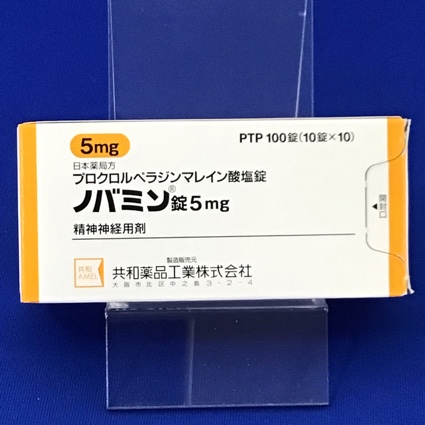 5mg
PTP 100錠(10錠×10)
日本薬局方
プロクロルペラジンマレイン酸塩錠
ノバミン®錠5mg
精神神経用剤
開封口
共和
AMEL
製造販売元
共和薬品工業株式会社
大阪市北区中之島3-2-4